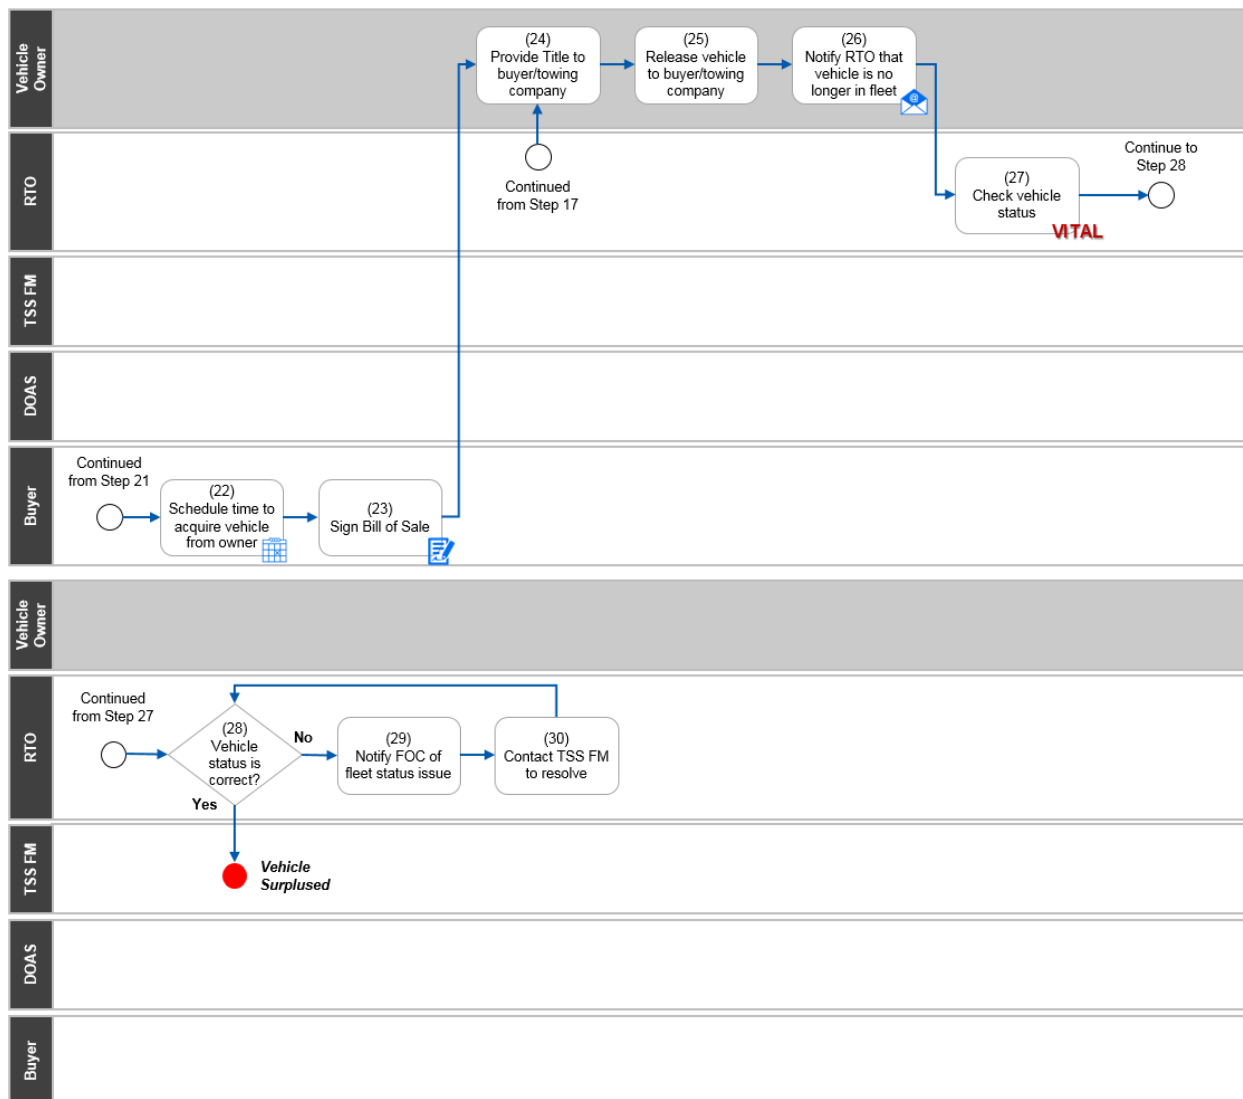 Vehicle
Owner
(24)
Provide Title to
buyer/towing
company
(25)
Release vehicle
to buyer/towing
company
(26)
Notify RTO that
vehicle is no
longer in fleet
@
RTO
Continued
from Step 17
(27)
Check vehicle
status
VITAL
Continue to
Step 28
TSS FM
DOAS
Buyer
Continued
from Step 21
(22)
Schedule time to
acquire vehicle
from owner
(23)
Sign Bill of Sale
Vehicle
Owner
RTO
Continued
from Step 27
(28)
Vehicle
status is
correct?
No
Yes
(29)
Notify FOC of
fleet status issue
(30)
Contact TSS FM
to resolve
TSS FM
Vehicle
Surplused
DOAS
Buyer